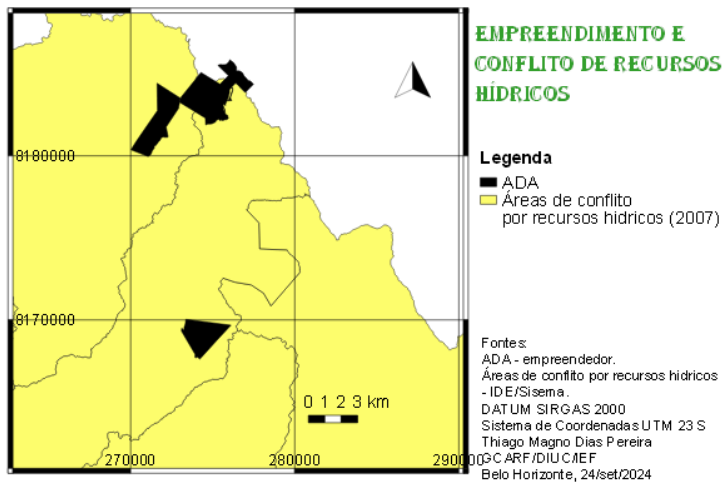 EMPREENDIMENTO E
CONFLITO DE RECURSOS
HÍDRICOS
8180000
Legenda
ADA
Áreas de conflito
por recursos hidricos (2007)
8170000
Fontes:
ADA - empreendedor.
Áreas de conflito por recursos hidricos
- IDE/Sisema.
DATUM SIRGAS 2000
Sistema de Coordenadas UTM 23 S
Thiago Magno Dias Pereira
GCARF/DIUC/IEF
Belo Horizonte, 24/set/2024
0 1 2 3 km
270000 280000 290000